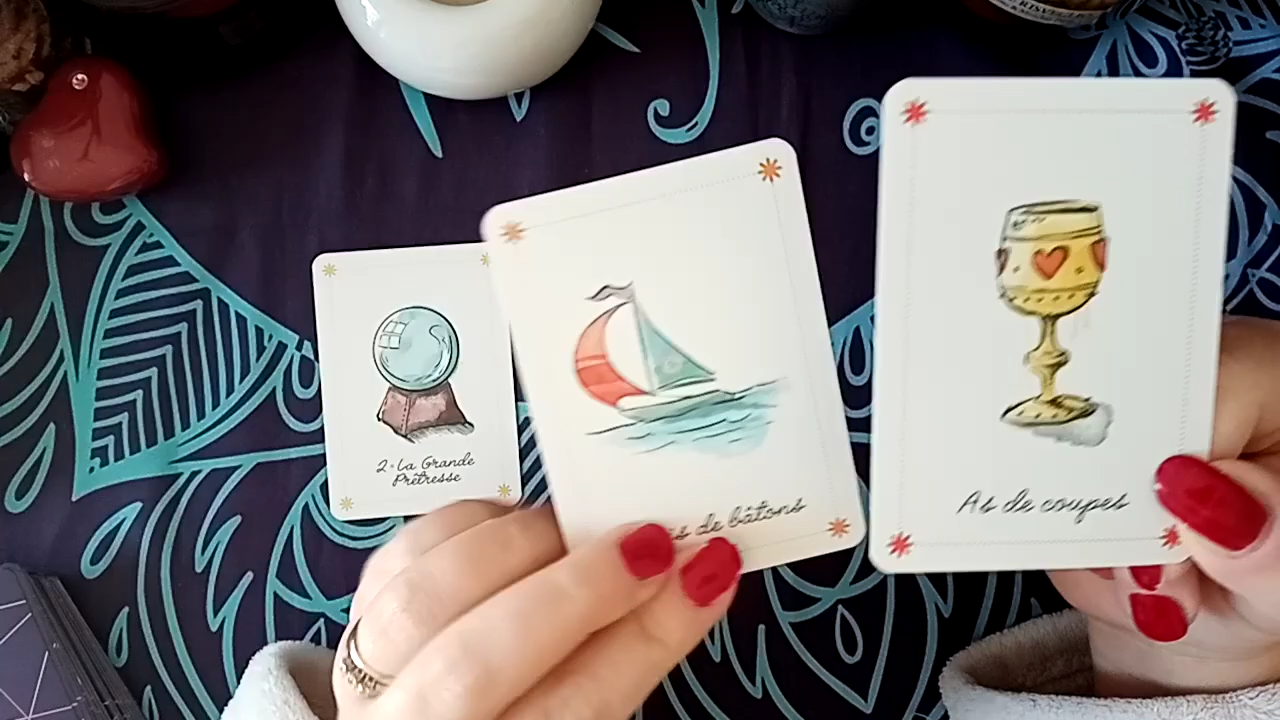 2 - La Grande
Prêtresse
de bâtons
As de coupes